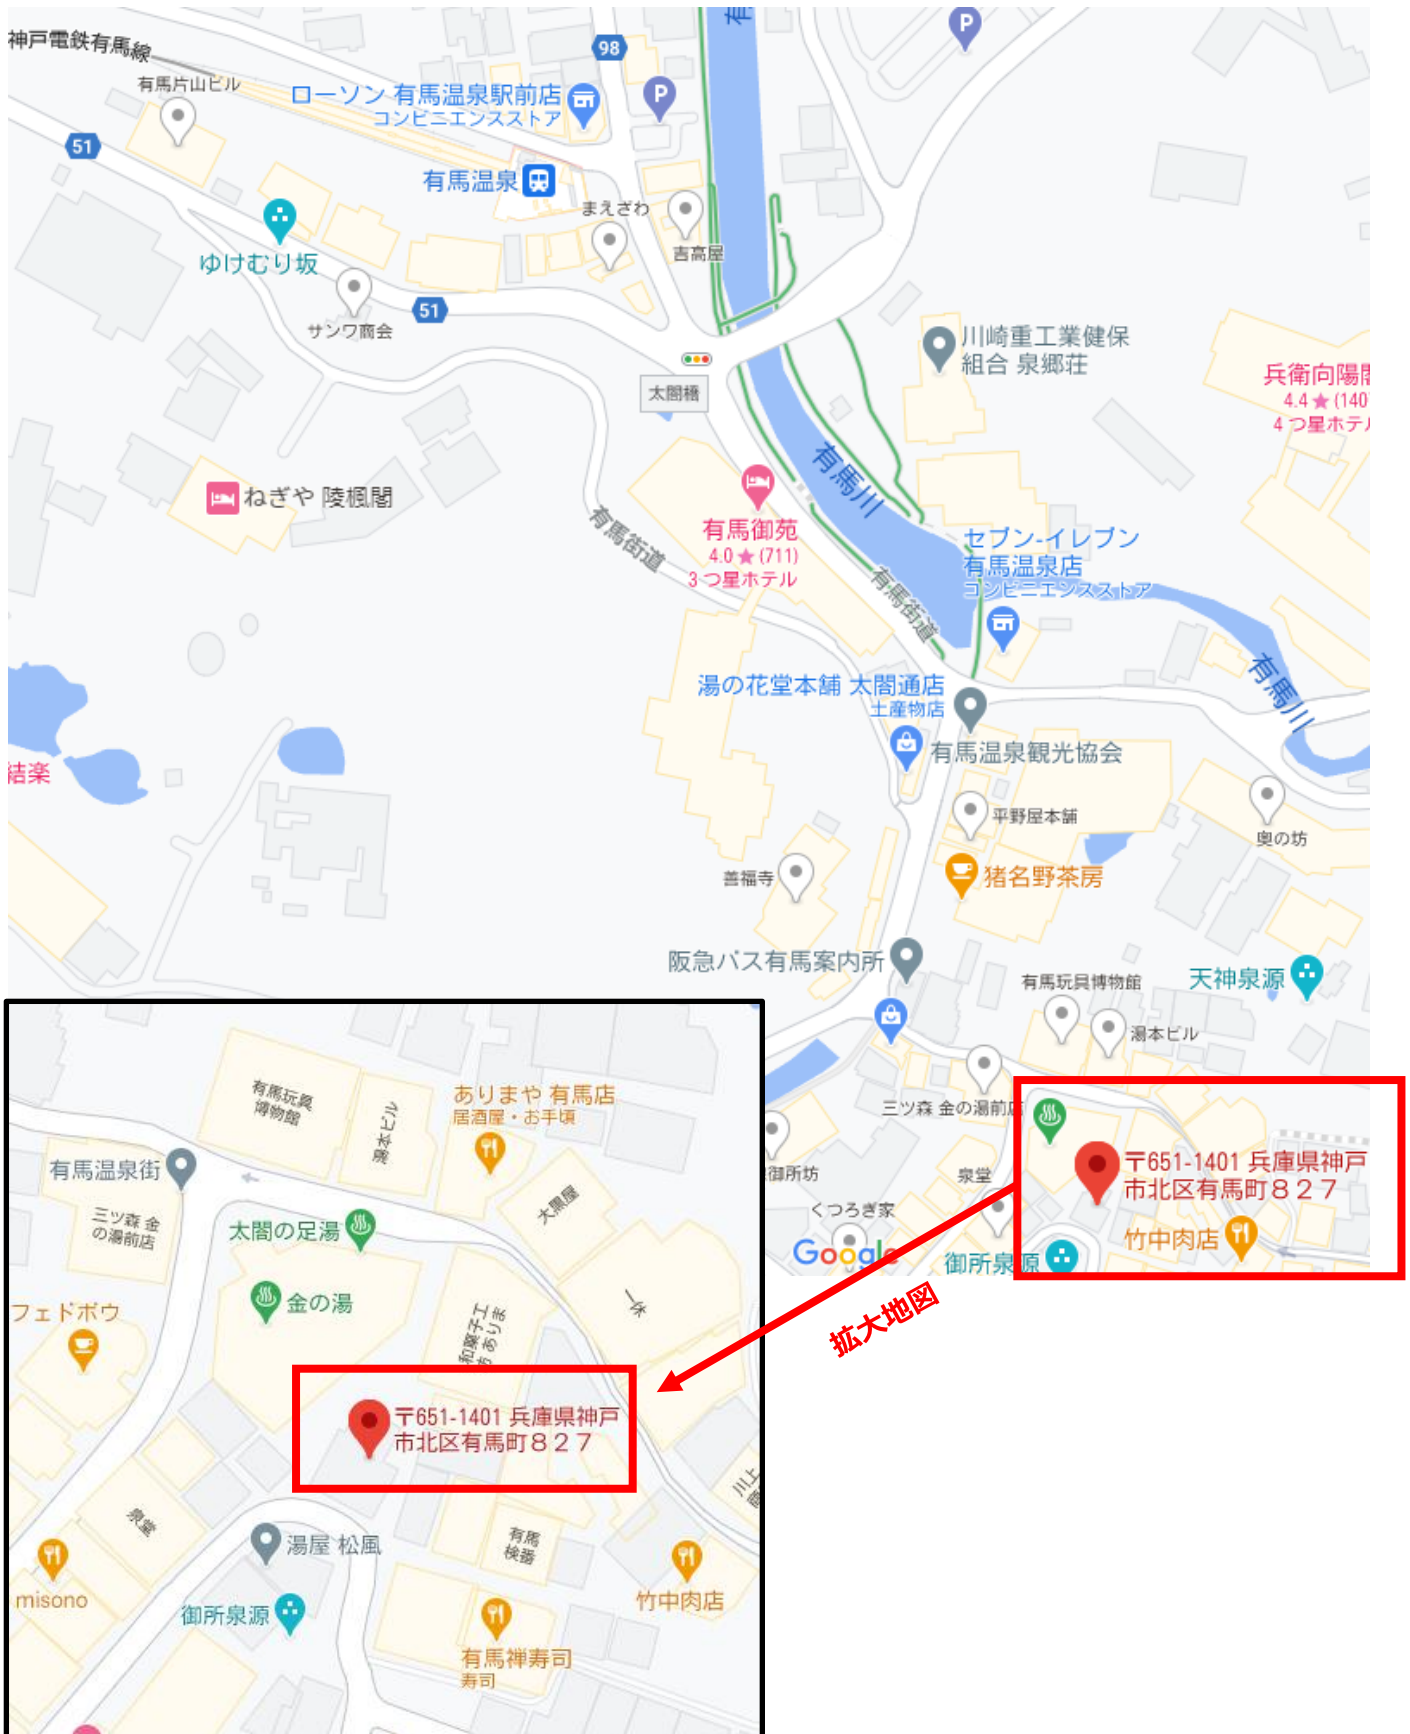 神戸電鉄有馬線
有馬片山ビル
98
P
P
ローソン 有馬温泉駅前店
コンビニエンスストア
51
有馬温泉
まえざわ
吉高屋
ゆけむり坂
サンワ商会
51
川崎重工業健保
組合 泉郷荘
兵衛向陽
4.4★(140
4つ星ホテ
太閤橋
ねぎや 陵楓閣
有馬川
有馬御苑
4.0★(711)
3つ星ホテル
有馬街道
セブン-イレブン
有馬温泉店
コンビニエンスストア
有馬街道
有馬川
湯の花堂本舗 太閤通店
土産物店
有馬温泉観光協会
結楽
平野屋本舗
奥の坊
善福寺
猪名野茶房
阪急バス有馬案内所
有馬玩具博物館
天神泉源
湯本ビル
三ツ森 金の湯前店
御所坊
泉堂
〒651-1401 兵庫県神戸
市北区有馬町827
くつろぎ家
竹中肉店
Google
御所泉源
拡大地図
有馬玩具
博物館
湯本ビル
ありまや 有馬店
居酒屋・お手頃
有馬温泉街
三ツ森 金
の湯前店
太閤の足湯
大黒屋
金の湯
カフェドボウ
和菓子工
房 ありま
一休
〒651-1401 兵庫県神戸
市北区有馬町827
川上
泉堂
湯屋 松風
有馬
検番
misono
御所泉源
竹中肉店
有馬禅寿司
寿司